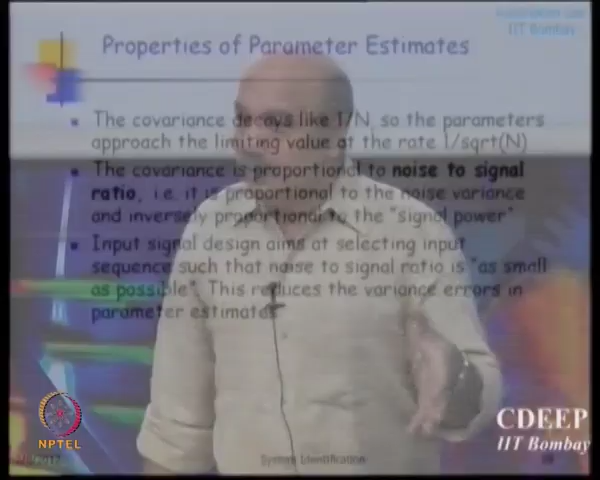 IIT Bombay
Properties of Parameter Estimates
The covariance decays like 1/N, so the parameters
approach the limiting value at the rate 1/sqrt(N)
The covariance is proportional to noise to signal
ratio, i.e. it is proportional to the noise variance
and inversely proportional to the "signal power"
Input signal design aims at selecting input
sequence such that noise to signal ratio is "as small
as possible". This reduces the variance errors in
parameter estimates
NPTEL
CDEEP
IIT Bombay
System Identification